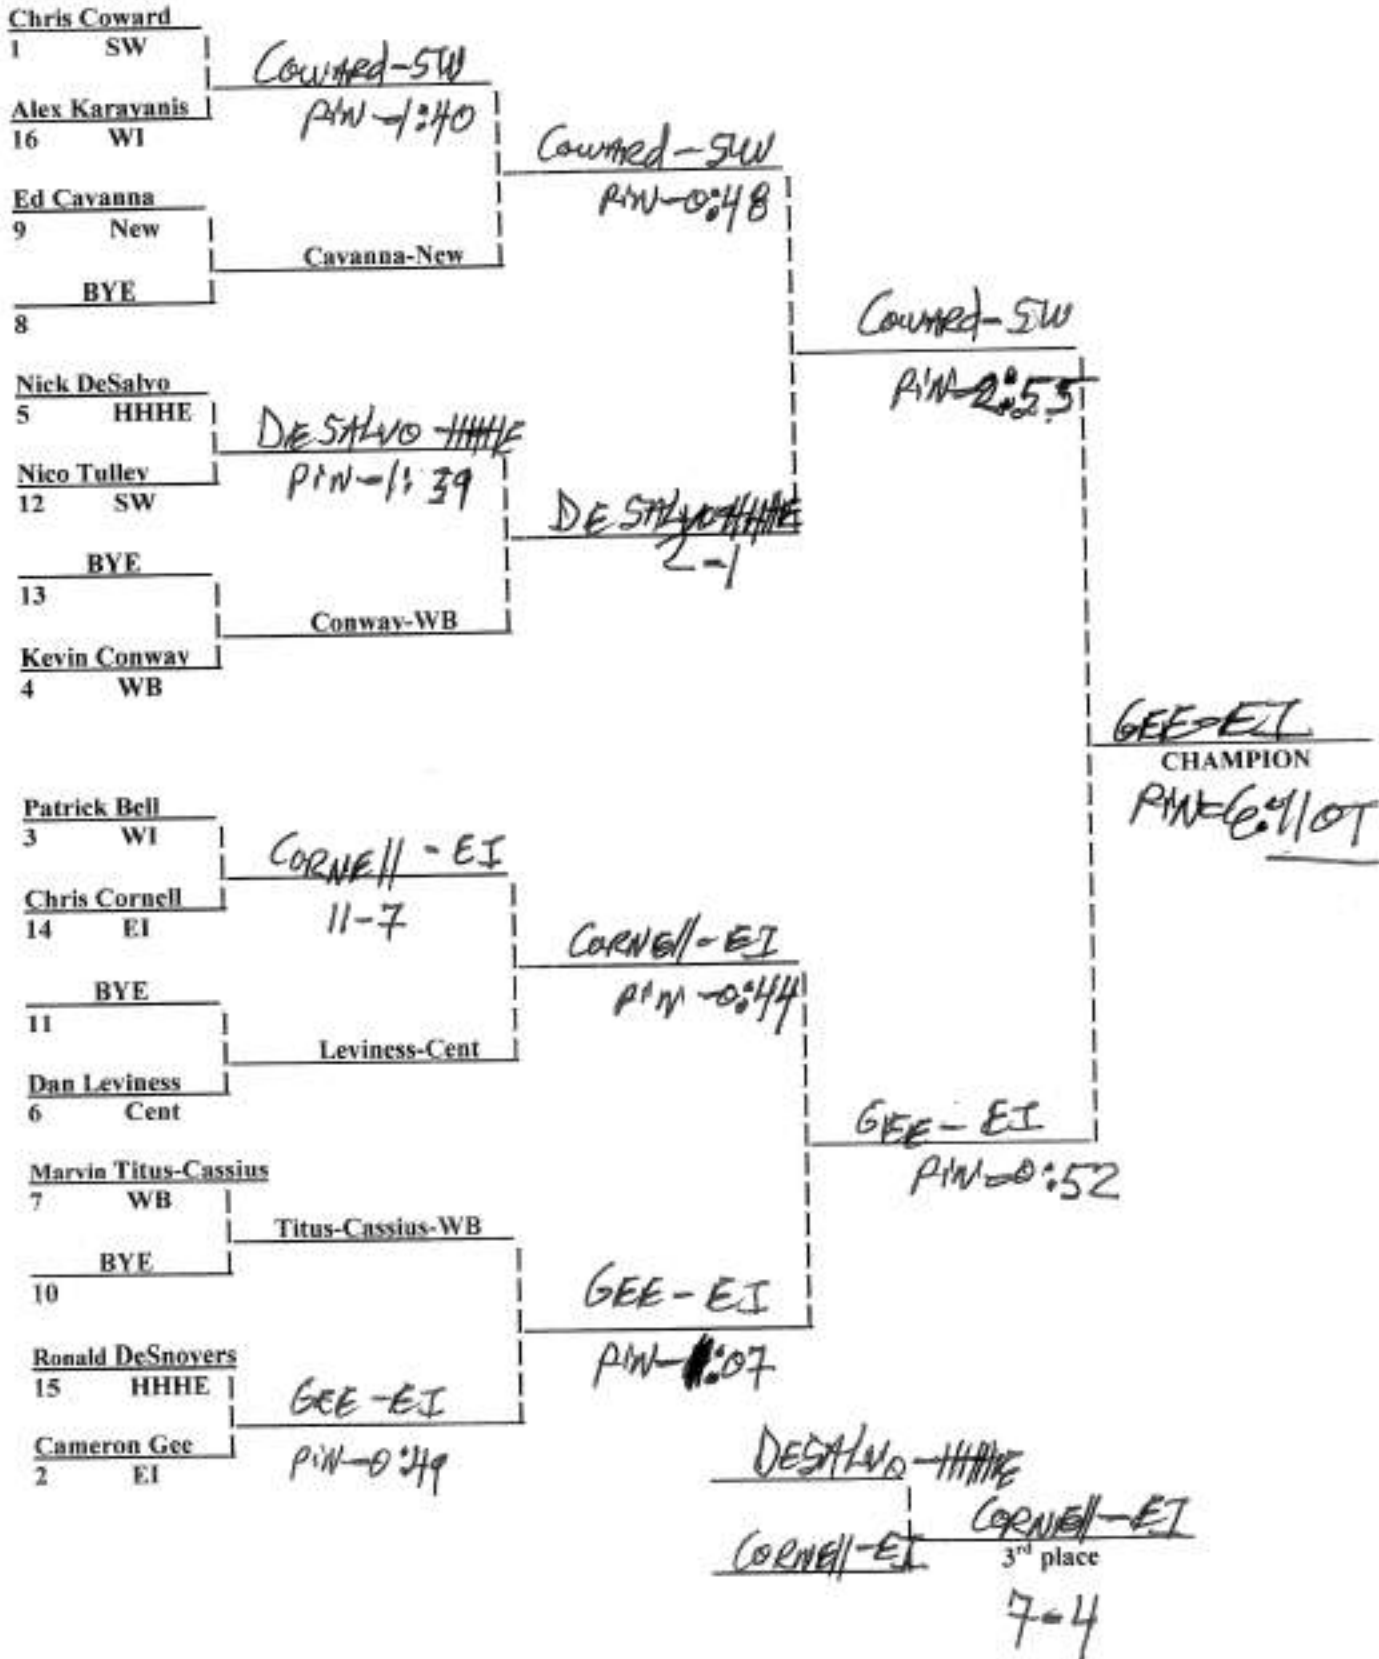 Chris Coward
1 SW
Coward-SW
Alex Karavanis
16 WI
Pin-1:40
Coward-SW
Pin-0:48
Ed Cavanna
9 New
Cavanna-New
BYE
8
Coward-SW
Pin-2:55
Nick DeSalvo
5 HHHE
DeSALVO-HHHE
Nico Tulley
12 SW
Pin-1:39
DeSALVO-HHHE
2-1
BYE
13
Conway-WB
Kevin Conway
4 WB
GEE-EI
CHAMPION
Pin-6:41 OT
Patrick Bell
3 WI
CORNEll-EI
Chris Cornell
14 EI
11-7
CORNEll-EI
Pin-0:44
BYE
11
Leviness-Cent
Dan Leviness
6 Cent
GEE-EI
Pin-0:52
Marvin Titus-Cassius
7 WB
Titus-Cassius-WB
BYE
10
GEE-EI
Pin-1:07
Ronald DeSnoyers
15 HHHE
GEE-EI
Cameron Gee
2 EI
Pin-0:49
DESALVO-HHHE
CORNEll-EI
CORNEll-EI
3rd place
7-4